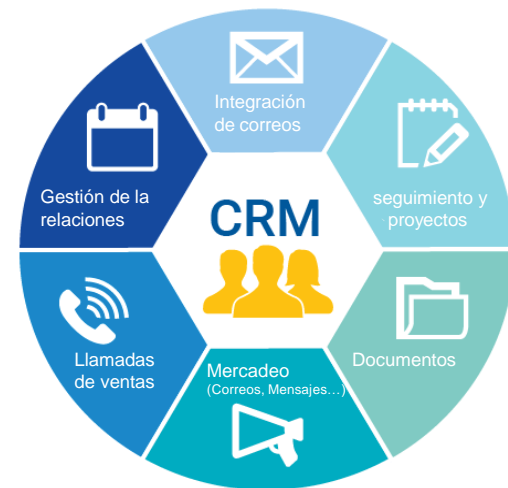 Integración
de correos
seguimiento y
proyectos
Documentos
Mercadeo
(Correos, Mensajes...)
Llamadas
de ventas
Gestión de la
relaciones
CRM